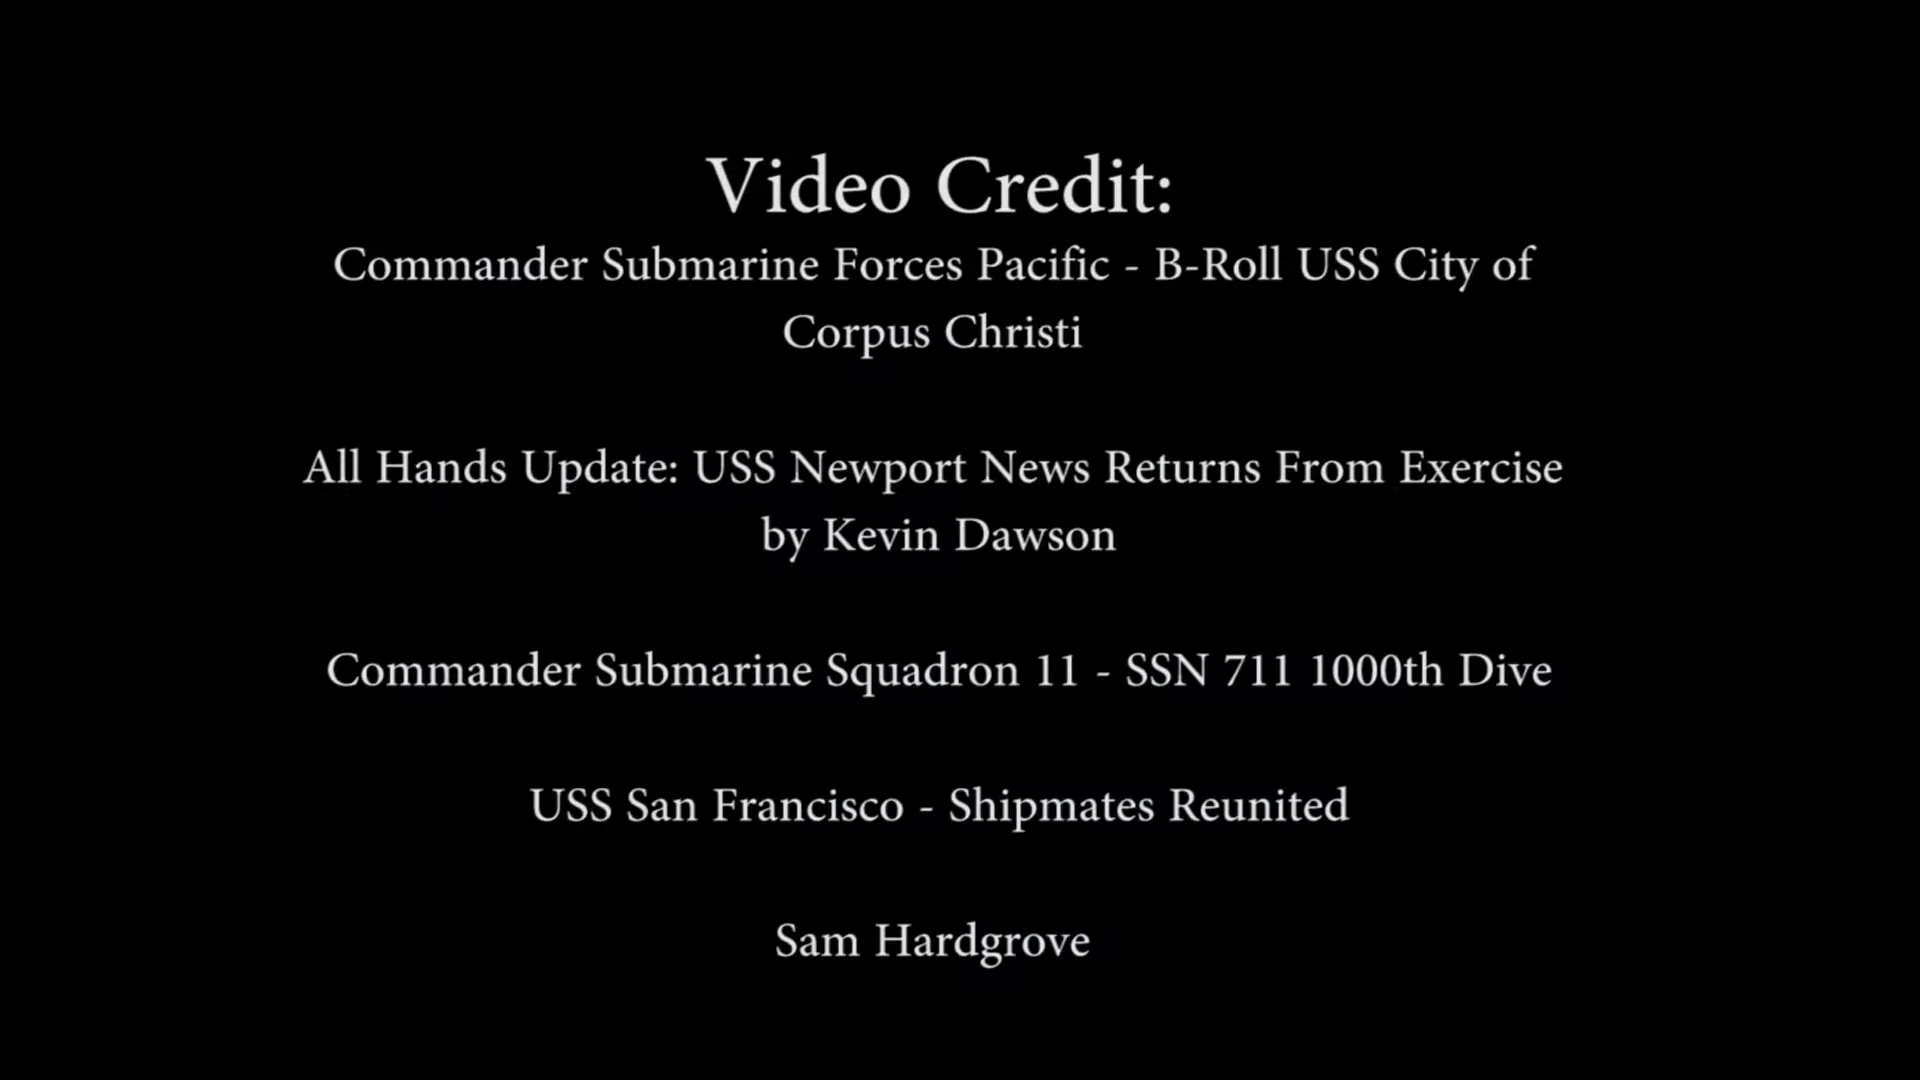 Video Credit:
Commander Submarine Forces Pacific - B-Roll USS City of
Corpus Christi
All Hands Update: USS Newport News Returns From Exercise
by Kevin Dawson
Commander Submarine Squadron 11 - SSN 711 1000th Dive
USS San Francisco - Shipmates Reunited
Sam Hardgrove